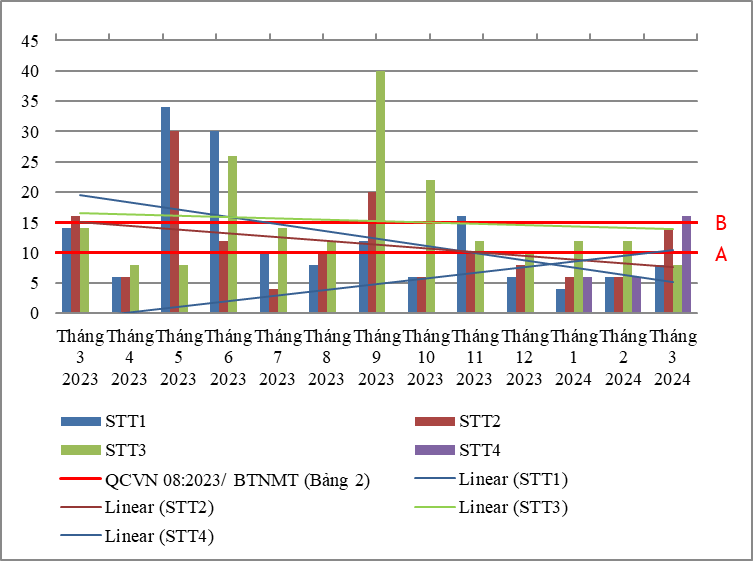 45
40
35
30
25
20
15
10
5
0
B
A
Tháng 3 2023
Tháng 4 2023
Tháng 5 2023
Tháng 6 2023
Tháng 7 2023
Tháng 8 2023
Tháng 9 2023
Tháng 10 2023
Tháng 11 2023
Tháng 12 2023
Tháng 1 2024
Tháng 2 2024
Tháng 3 2024
STT1
STT2
STT3
STT4
QCVN 08:2023/ BTNMT (Bảng 2)
Linear (STT1)
Linear (STT2)
Linear (STT3)
Linear (STT4)